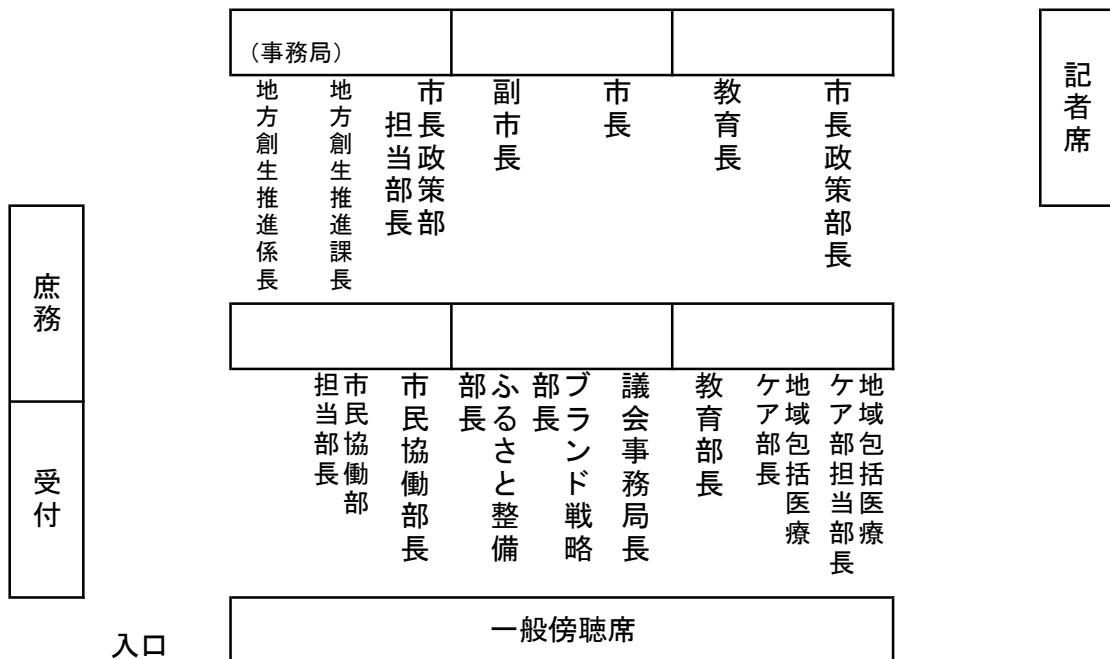 （事務局）
地方創生推進係長
地方創生推進課長
市長政策部
担当部長
副市長
市長
教育長
市長政策部長
記者席
庶務
受付
市民協働部
担当部長
市民協働部長
ふるさと整備
部長
ブランド戦略
部長
議会事務局長
教育部長
地域包括医療
ケア部長
地域包括医療
ケア部担当部長
一般傍聴席
入口